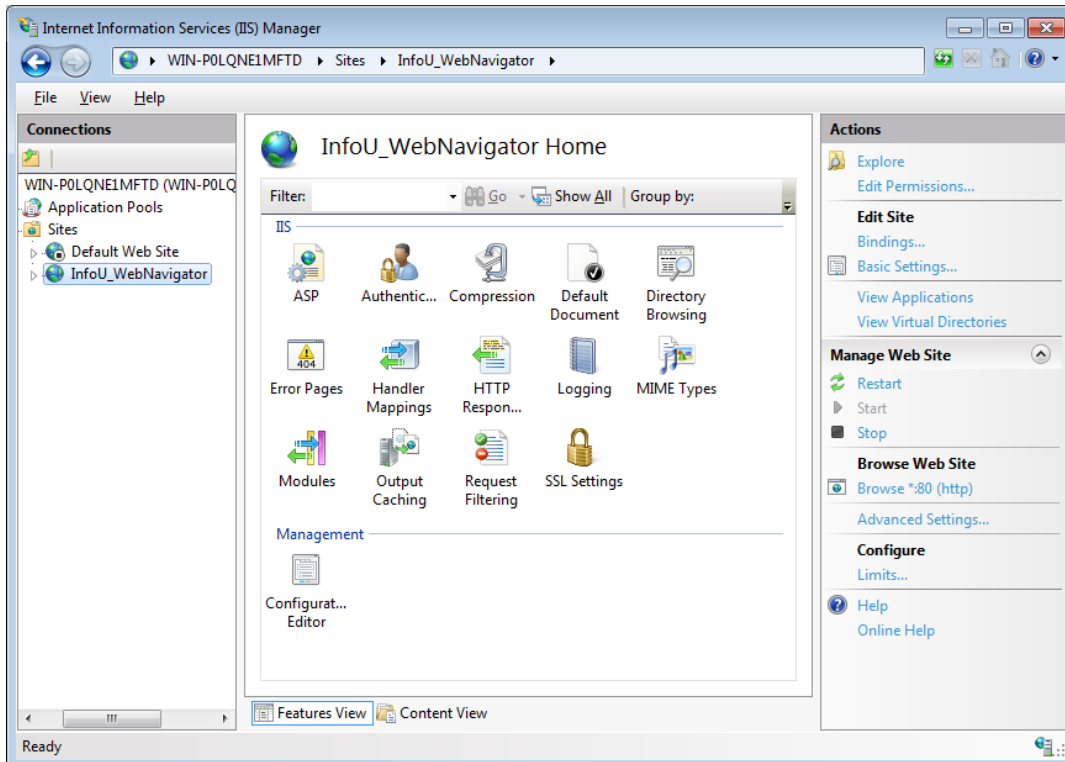 Internet Information Services (IIS) Manager
WIN-P0LQNE1MFTD Sites InfoU_WebNavigator
File View Help
Connections
WIN-P0LQNE1MFTD (WIN-P0LQ
Application Pools
Sites
Default Web Site
InfoU_WebNavigator
InfoU_WebNavigator Home
Filter: Go Show All Group by:
IIS
ASP
Authentic...
Compression
Default
Document
Directory
Browsing
404
Error Pages
Handler
Mappings
HTTP
Respon...
Logging
MIME Types
Modules
Output
Caching
Request
Filtering
SSL Settings
Management
Configurat...
Editor
Features View Content View
Actions
Explore
Edit Permissions...
Edit Site
Bindings...
Basic Settings...
View Applications
View Virtual Directories
Manage Web Site
Restart
Start
Stop
Browse Web Site
Browse *:80 (http)
Advanced Settings...
Configure
Limits...
Help
Online Help
Ready